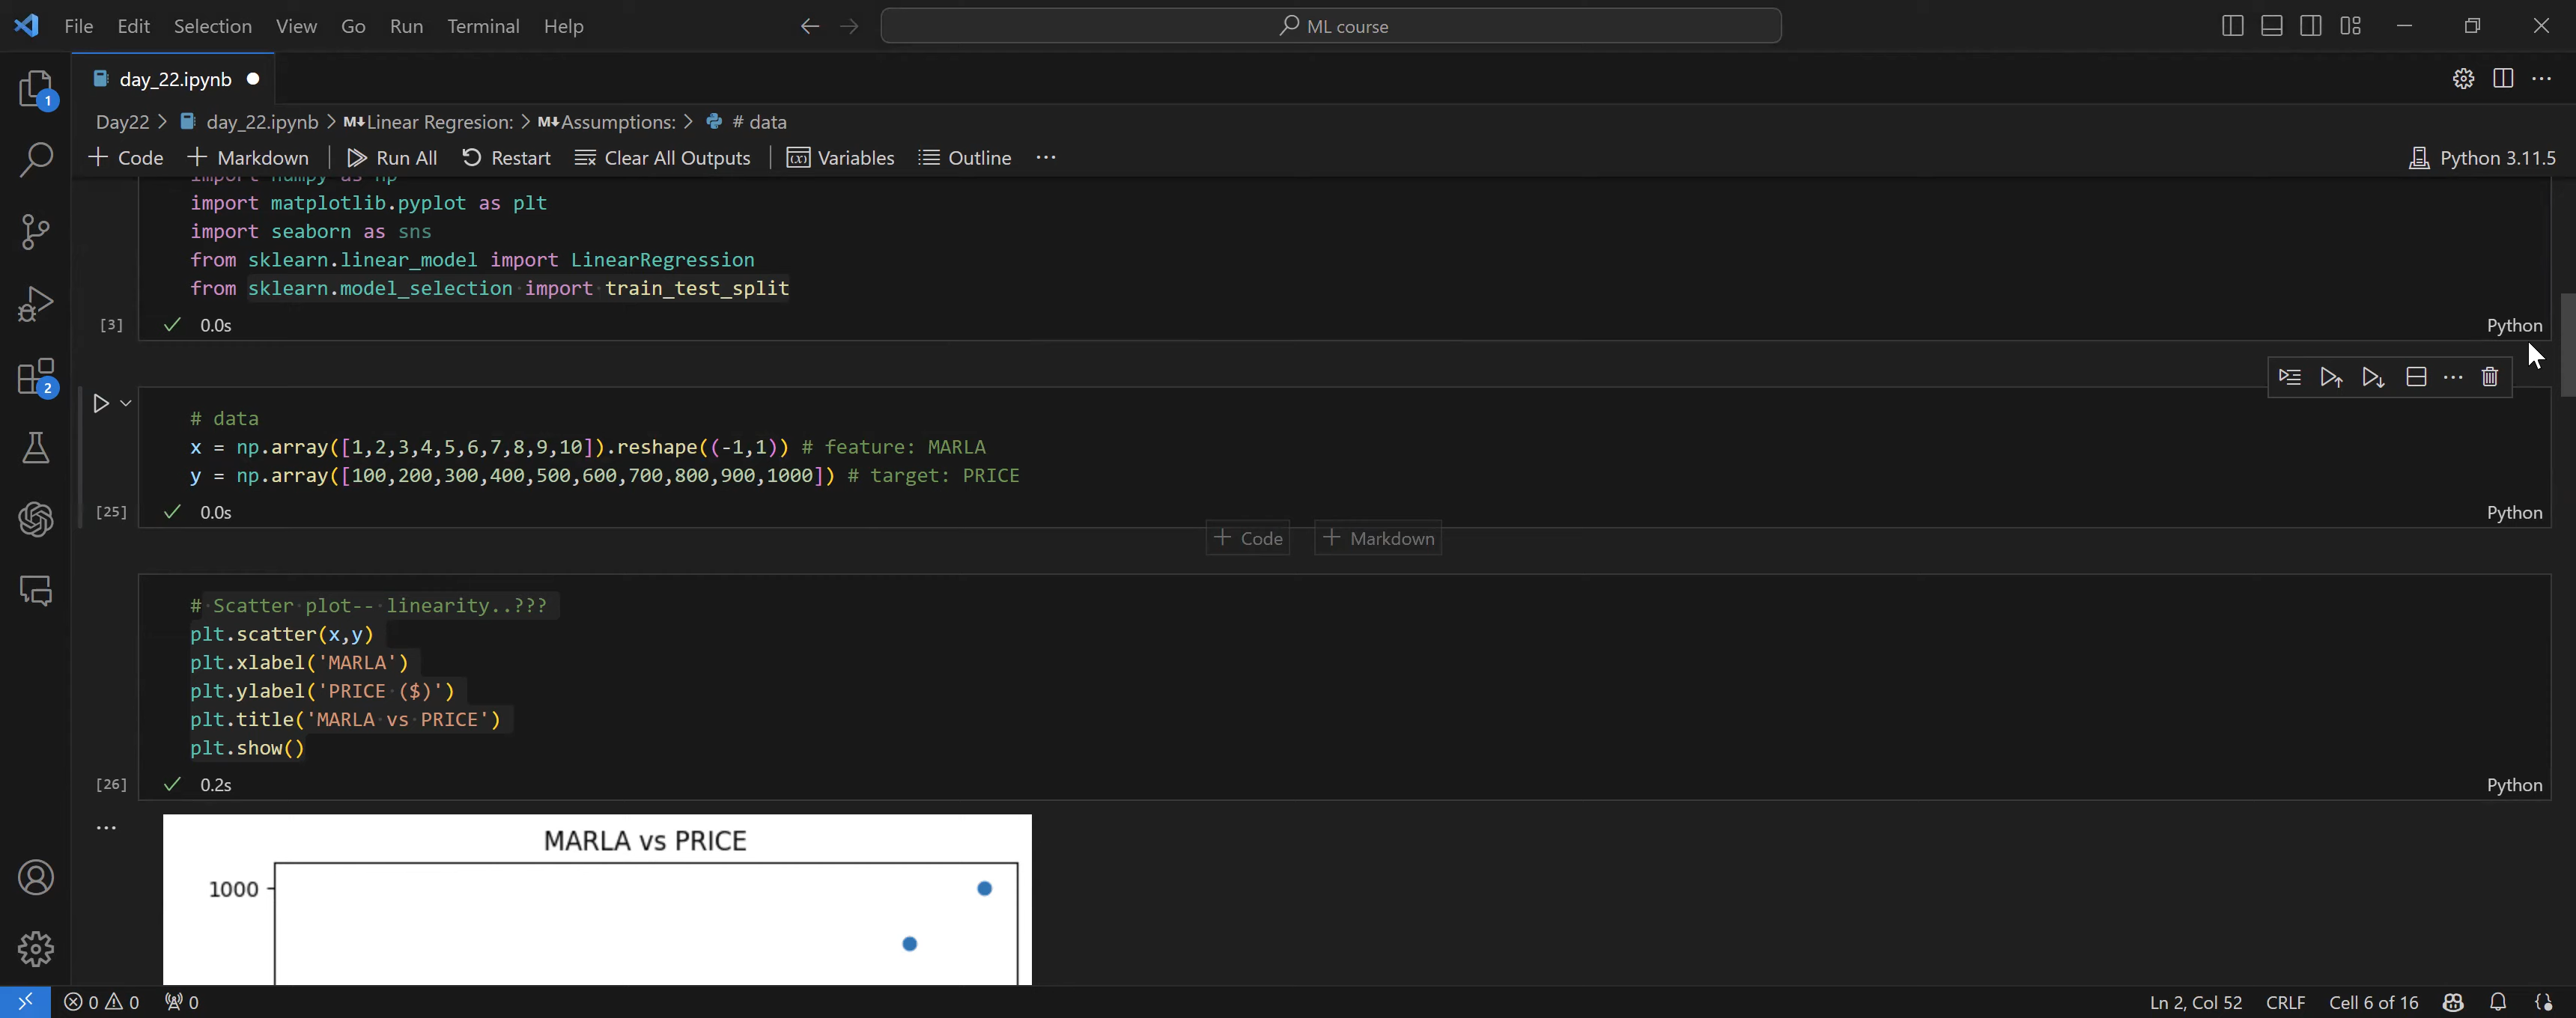 File Edit Selection View Go Run Terminal Help
ML course
day_22.ipynb
Day22 > day_22.ipynb > M↓Linear Regresion: > M↓Assumptions: > # data
+ Code + Markdown Run All Restart Clear All Outputs Variables Outline ...
Python 3.11.5
1
2
import numpy as np
import matplotlib.pyplot as plt
import seaborn as sns
from sklearn.linear_model import LinearRegression
from sklearn.model_selection import train_test_split
[3] ✓ 0.0s Python
# data
x = np.array([1,2,3,4,5,6,7,8,9,10]).reshape((-1,1)) # feature: MARLA
y = np.array([100,200,300,400,500,600,700,800,900,1000]) # target: PRICE
[25] ✓ 0.0s Python
+ Code + Markdown
# Scatter plot-- linearity..???
plt.scatter(x,y)
plt.xlabel('MARLA')
plt.ylabel('PRICE ($)')
plt.title('MARLA vs PRICE')
plt.show()
[26] ✓ 0.2s Python
...
MARLA vs PRICE
1000
0 0 0
Ln 2, Col 52 CRLF Cell 6 of 16